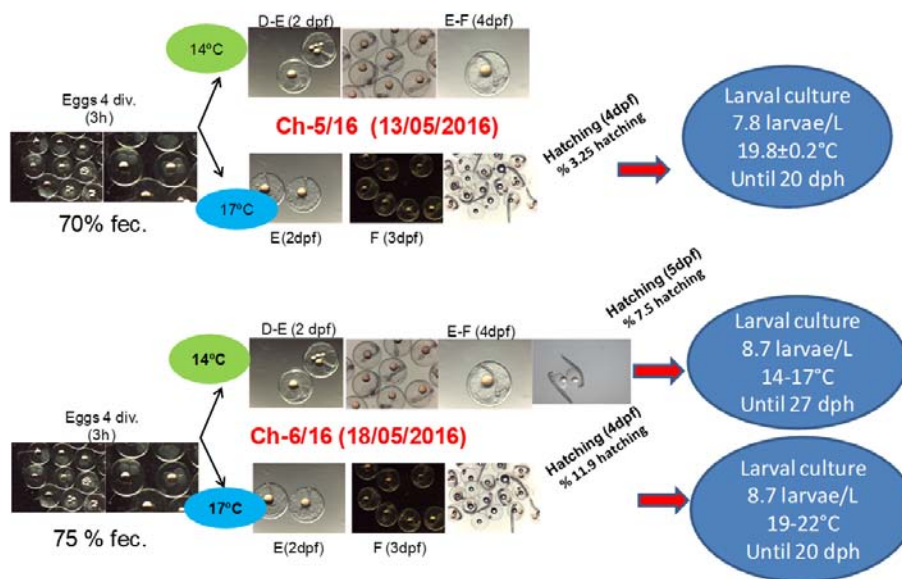 D-E (2 dpf)
E-F (4dpf)
14ºC
Eggs 4 div.
(3h)
Ch-5/16 (13/05/2016)
Hatching (4dpf)
% 3.25 hatching
Larval culture
7.8 larvae/L
19.8±0.2°C
Until 20 dph
17ºC
70% fec.
E(2dpf)
F (3dpf)
D-E (2 dpf)
E-F (4dpf)
Hatching (5dpf)
% 7.5 hatching
14ºC
Larval culture
8.7 larvae/L
14-17°C
Until 27 dph
Eggs 4 div.
(3h)
Ch-6/16 (18/05/2016)
Hatching (4dpf)
% 11.9 hatching
17ºC
75 % fec.
E(2dpf)
F (3dpf)
Larval culture
8.7 larvae/L
19-22°C
Until 20 dph